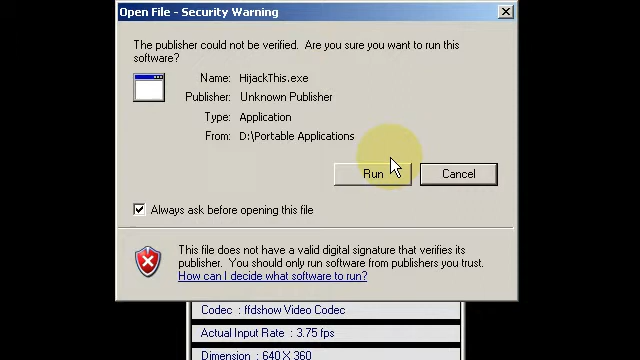 Open File - Security Warning
The publisher could not be verified. Are you sure you want to run this
software?
Name: HijackThis.exe
Publisher: Unknown Publisher
Type: Application
From: D:\Portable Applications
Run Cancel
Always ask before opening this file
This file does not have a valid digital signature that verifies its
publisher. You should only run software from publishers you trust.
How can I decide what software to run?
Codec : ffdshow Video Codec
Actual Input Rate : 3.75 fps
Dimension : 640 X 360